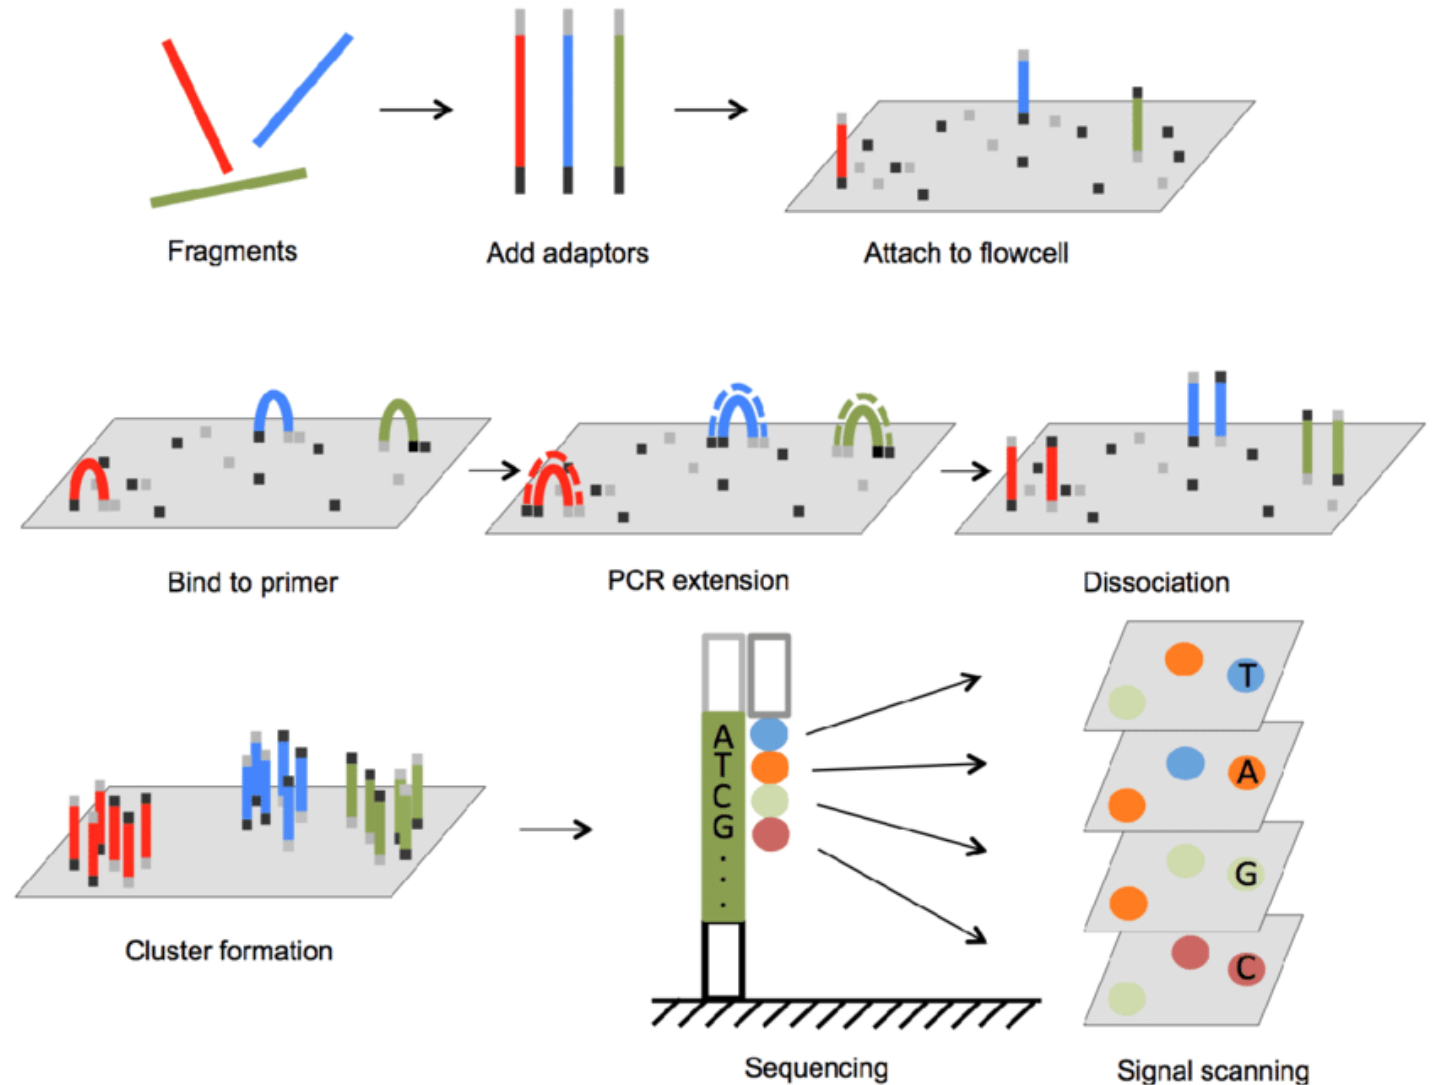 Fragments
Add adaptors
Attach to flowcell
Bind to primer
PCR extension
Dissociation
Cluster formation
A
T
C
G
.
.
.
Sequencing
T
A
G
C
Signal scanning